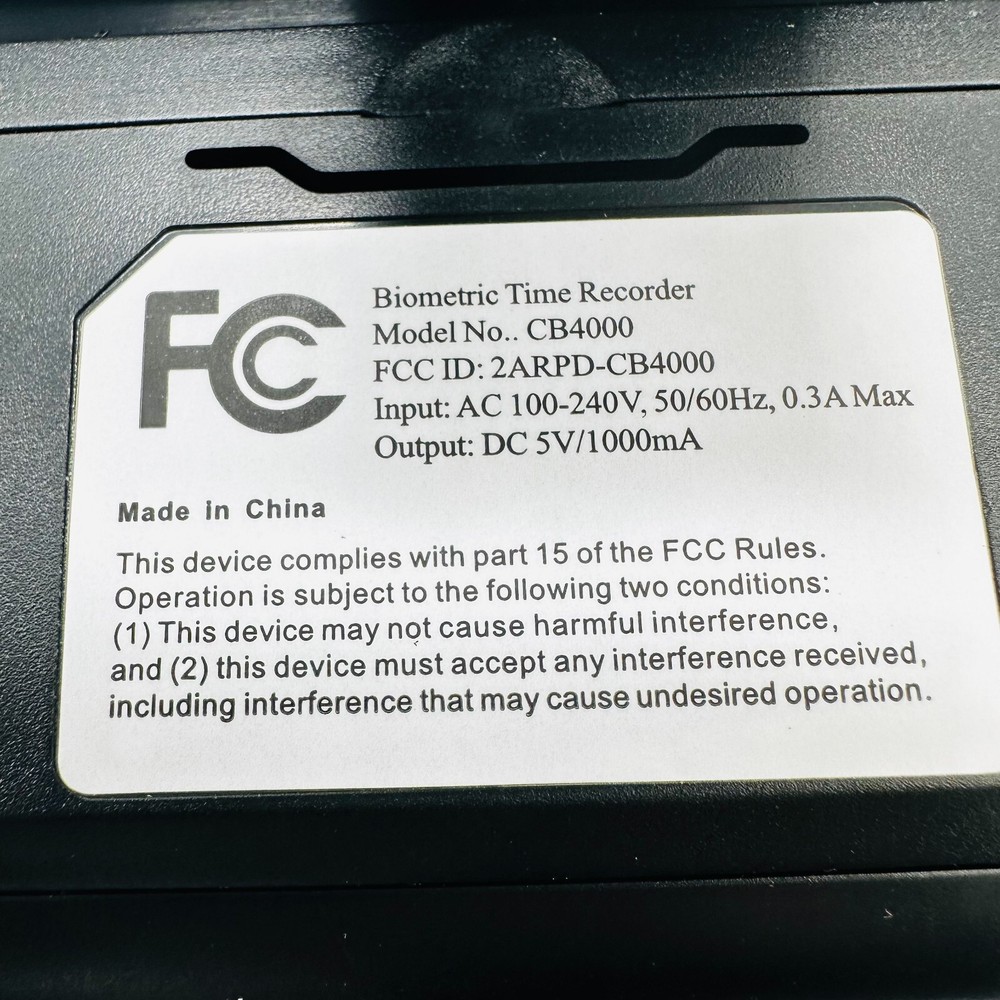 FC
Biometric Time Recorder
Model No.. CB4000
FCC ID: 2ARPD-CB4000
Input: AC 100-240V, 50/60Hz, 0.3A Max
Output: DC 5V/1000mA
Made in China
This device complies with part 15 of the FCC Rules.
Operation is subject to the following two conditions:
(1) This device may not cause harmful interference,
and (2) this device must accept any interference received,
including interference that may cause undesired operation.